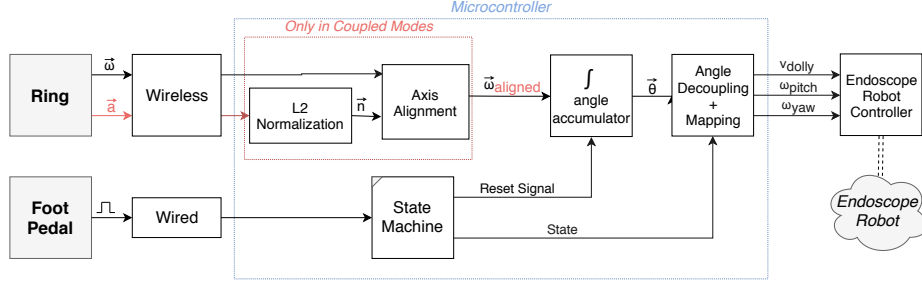 Microcontroller
Only in Coupled Modes
Ring
ω⃗
a⃗
Wireless
L2
Normalization
n⃗
Axis
Alignment
ω⃗aligned
∫
angle
accumulator
θ⃗
Angle
Decoupling
+
Mapping
vdolly
ωpitch
ωyaw
Endoscope
Robot
Controller
Foot
Pedal
Wired
State
Machine
Reset Signal
State
Endoscope
Robot